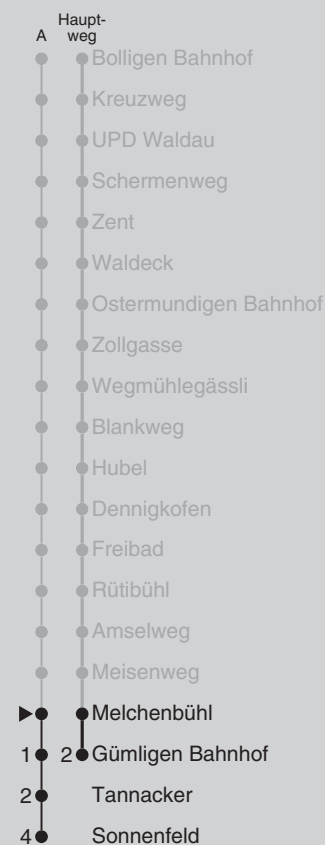 Haupt-
A weg
Bolligen Bahnhof
Kreuzweg
UPD Waldau
Schermenweg
Zent
Waldeck
Ostermundigen Bahnhof
Zollgasse
Wegmühlegässli
Blankweg
Hubel
Dennigkofen
Freibad
Rütibühl
Amselweg
Meisenweg
Melchenbühl
1 2 Gümligen Bahnhof
2 Tannacker
4 Sonnenfeld